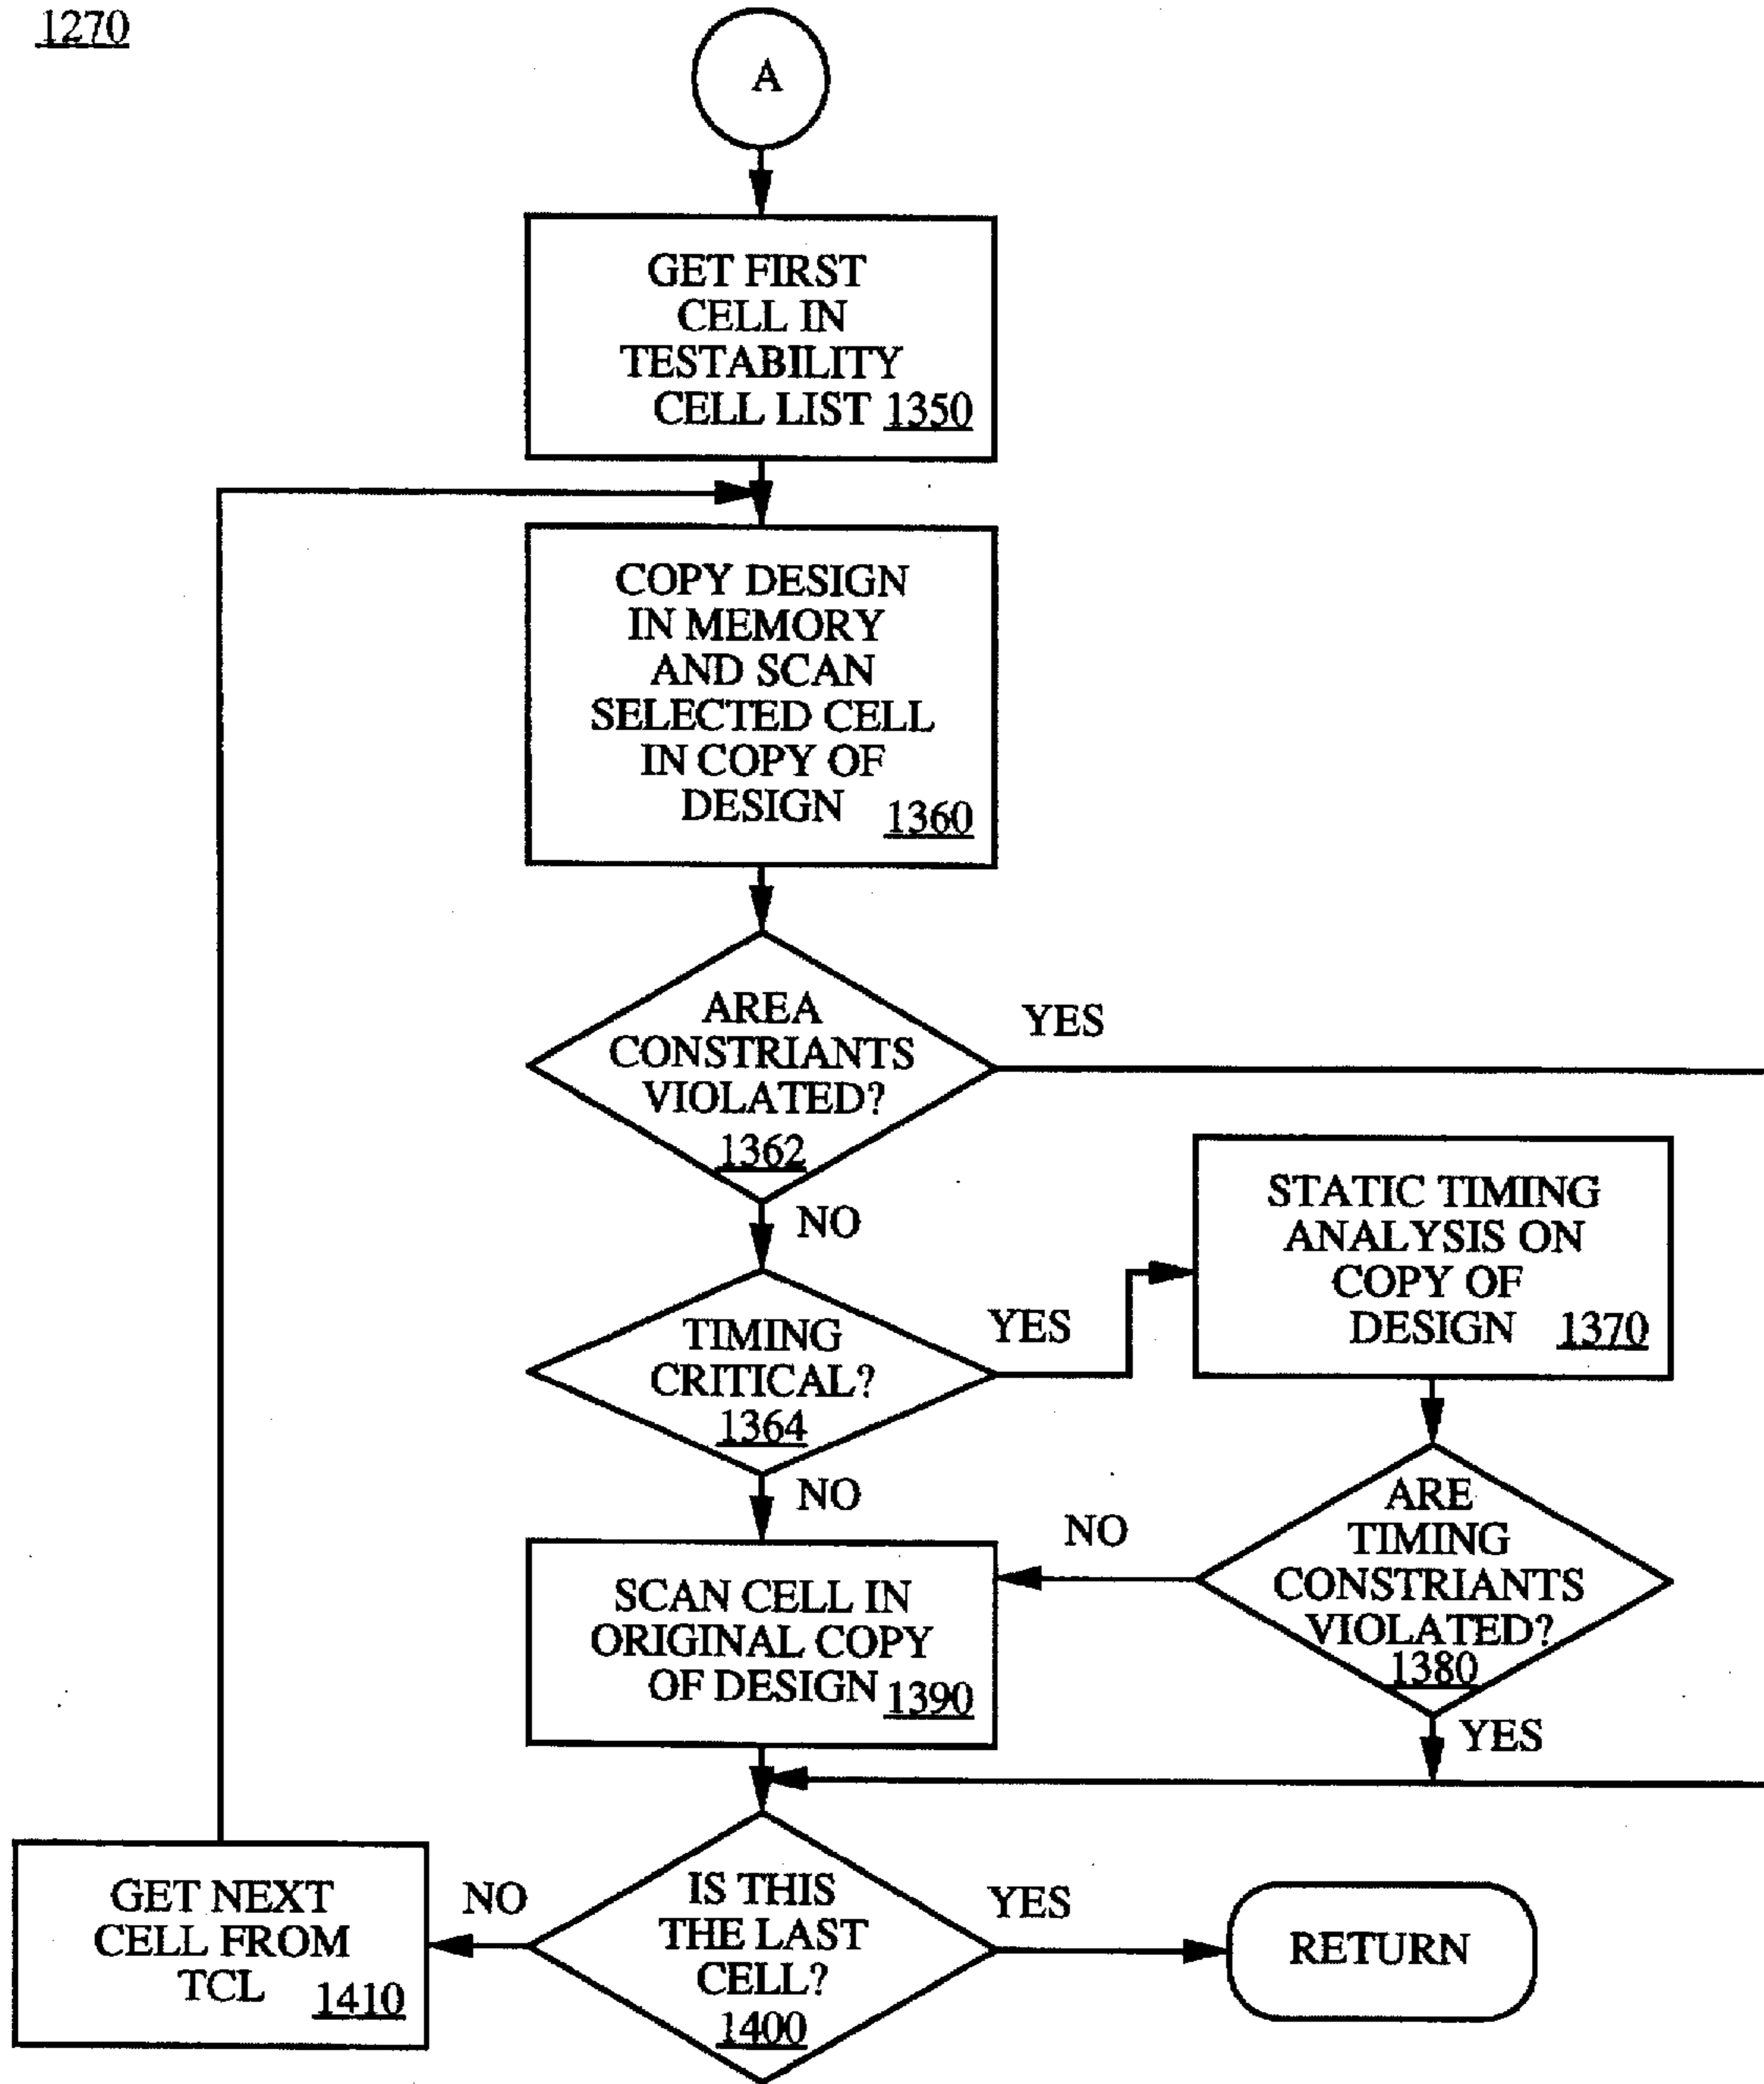 1270
A
GET FIRST
CELL IN
TESTABILITY
CELL LIST 1350
COPY DESIGN
IN MEMORY
AND SCAN
SELECTED CELL
IN COPY OF
DESIGN 1360
AREA
CONSTRIANTS
VIOLATED?
1362
YES
NO
TIMING
CRITICAL?
1364
YES
NO
STATIC TIMING
ANALYSIS ON
COPY OF
DESIGN 1370
ARE
TIMING
CONSTRIANTS
VIOLATED?
1380
NO
YES
SCAN CELL IN
ORIGINAL COPY
OF DESIGN 1390
IS THIS
THE LAST
CELL?
1400
NO
YES
GET NEXT
CELL FROM
TCL 1410
RETURN